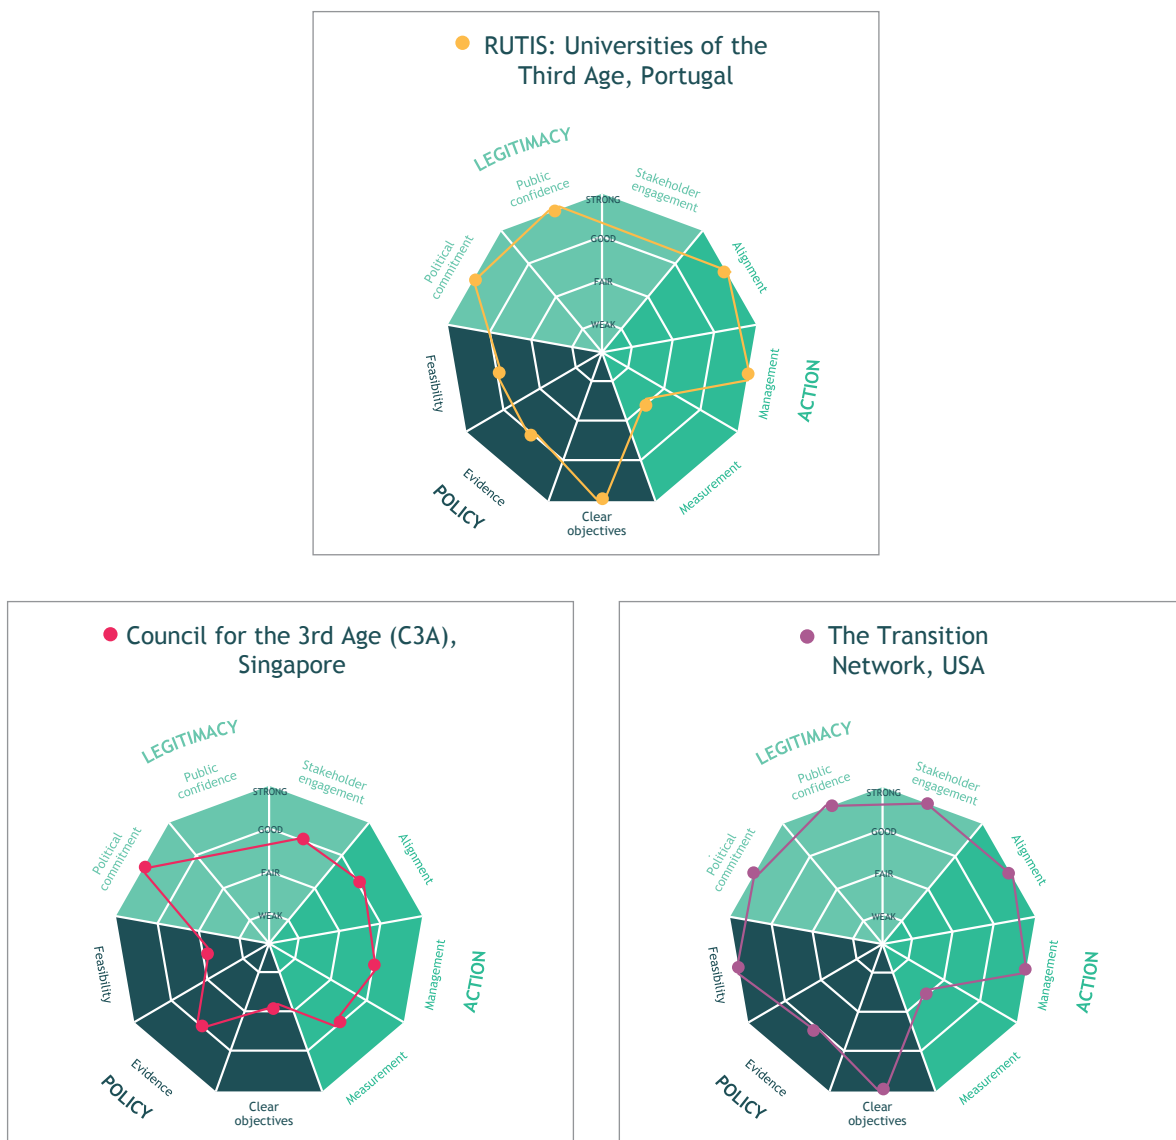 RUTIS: Universities of the
Third Age, Portugal
LEGITIMACY
Public
confidence
Stakeholder
engagement
Political
commitment
Alignment
STRONG
GOOD
FAIR
WEAK
Feasibility
Management
ACTION
Evidence
POLICY
Measurement
Clear
objectives
Council for the 3rd Age (C3A),
Singapore
LEGITIMACY
Public
confidence
Stakeholder
engagement
Political
commitment
Alignment
STRONG
GOOD
FAIR
WEAK
Feasibility
Management
ACTION
Evidence
POLICY
Measurement
Clear
objectives
The Transition
Network, USA
LEGITIMACY
Public
confidence
Stakeholder
engagement
Political
commitment
Alignment
STRONG
GOOD
FAIR
WEAK
Feasibility
Management
ACTION
Evidence
POLICY
Measurement
Clear
objectives